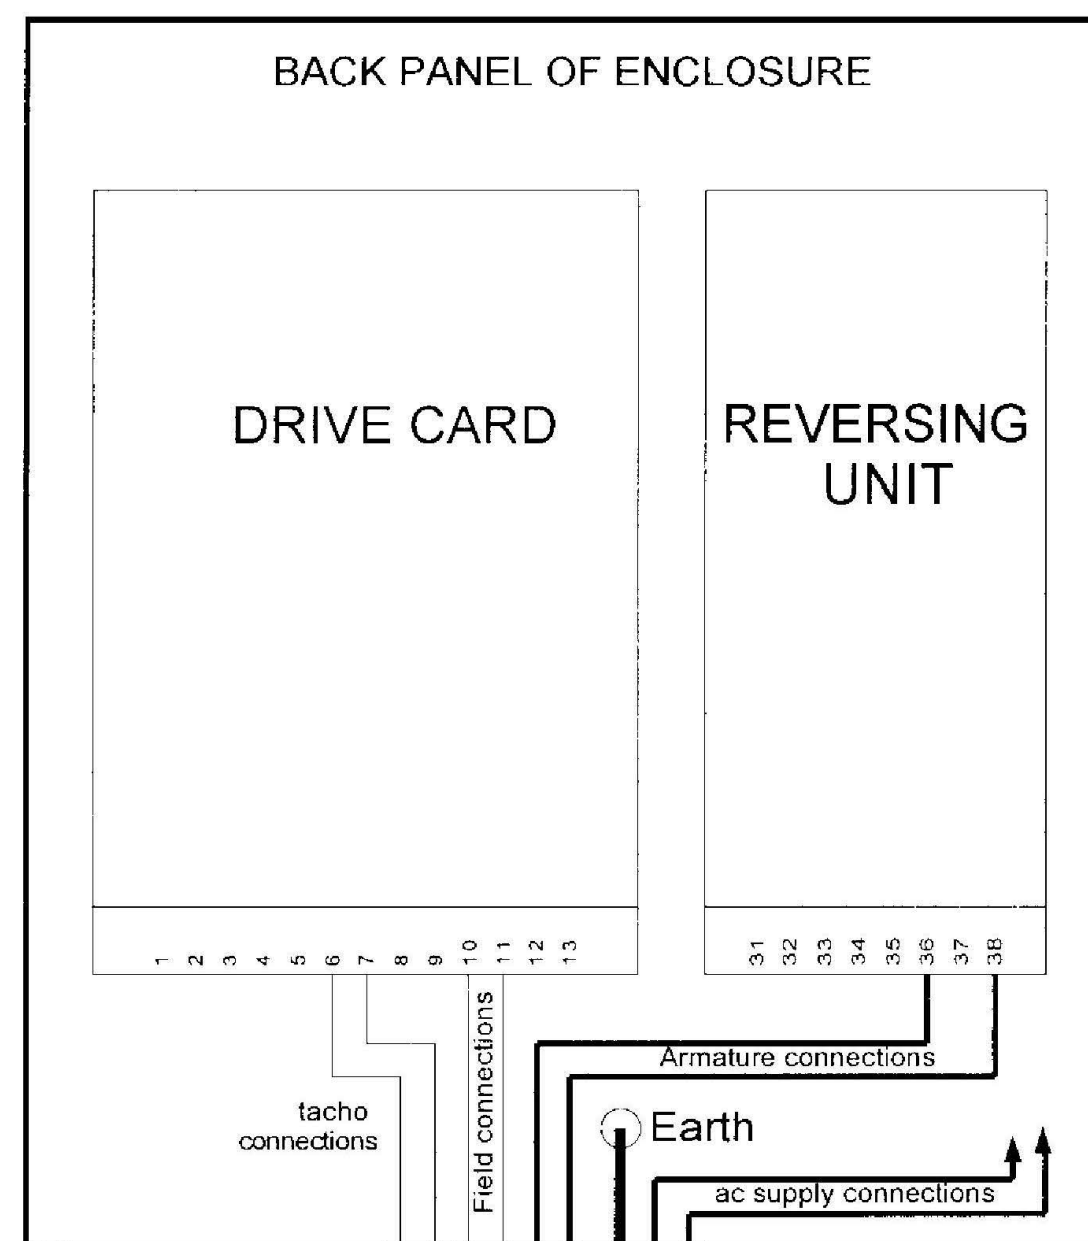 BACK PANEL OF ENCLOSURE
DRIVE CARD
REVERSING
UNIT
1 2 3 4 5 6 7 8 9 10 11 12 13
31 32 33 34 35 36 37 38
Field connections
Armature connections
tacho
connections
Earth
ac supply connections